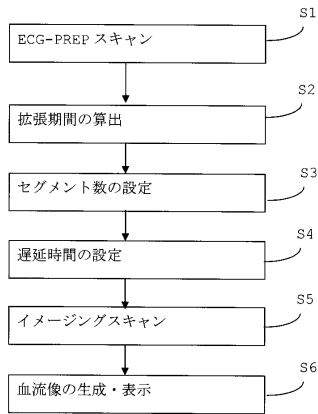 S1
ECG-PREP スキャン
S2
拡張期間の算出
S3
セグメント数の設定
S4
遅延時間の設定
S5
イメージングスキャン
S6
血流像の生成・表示